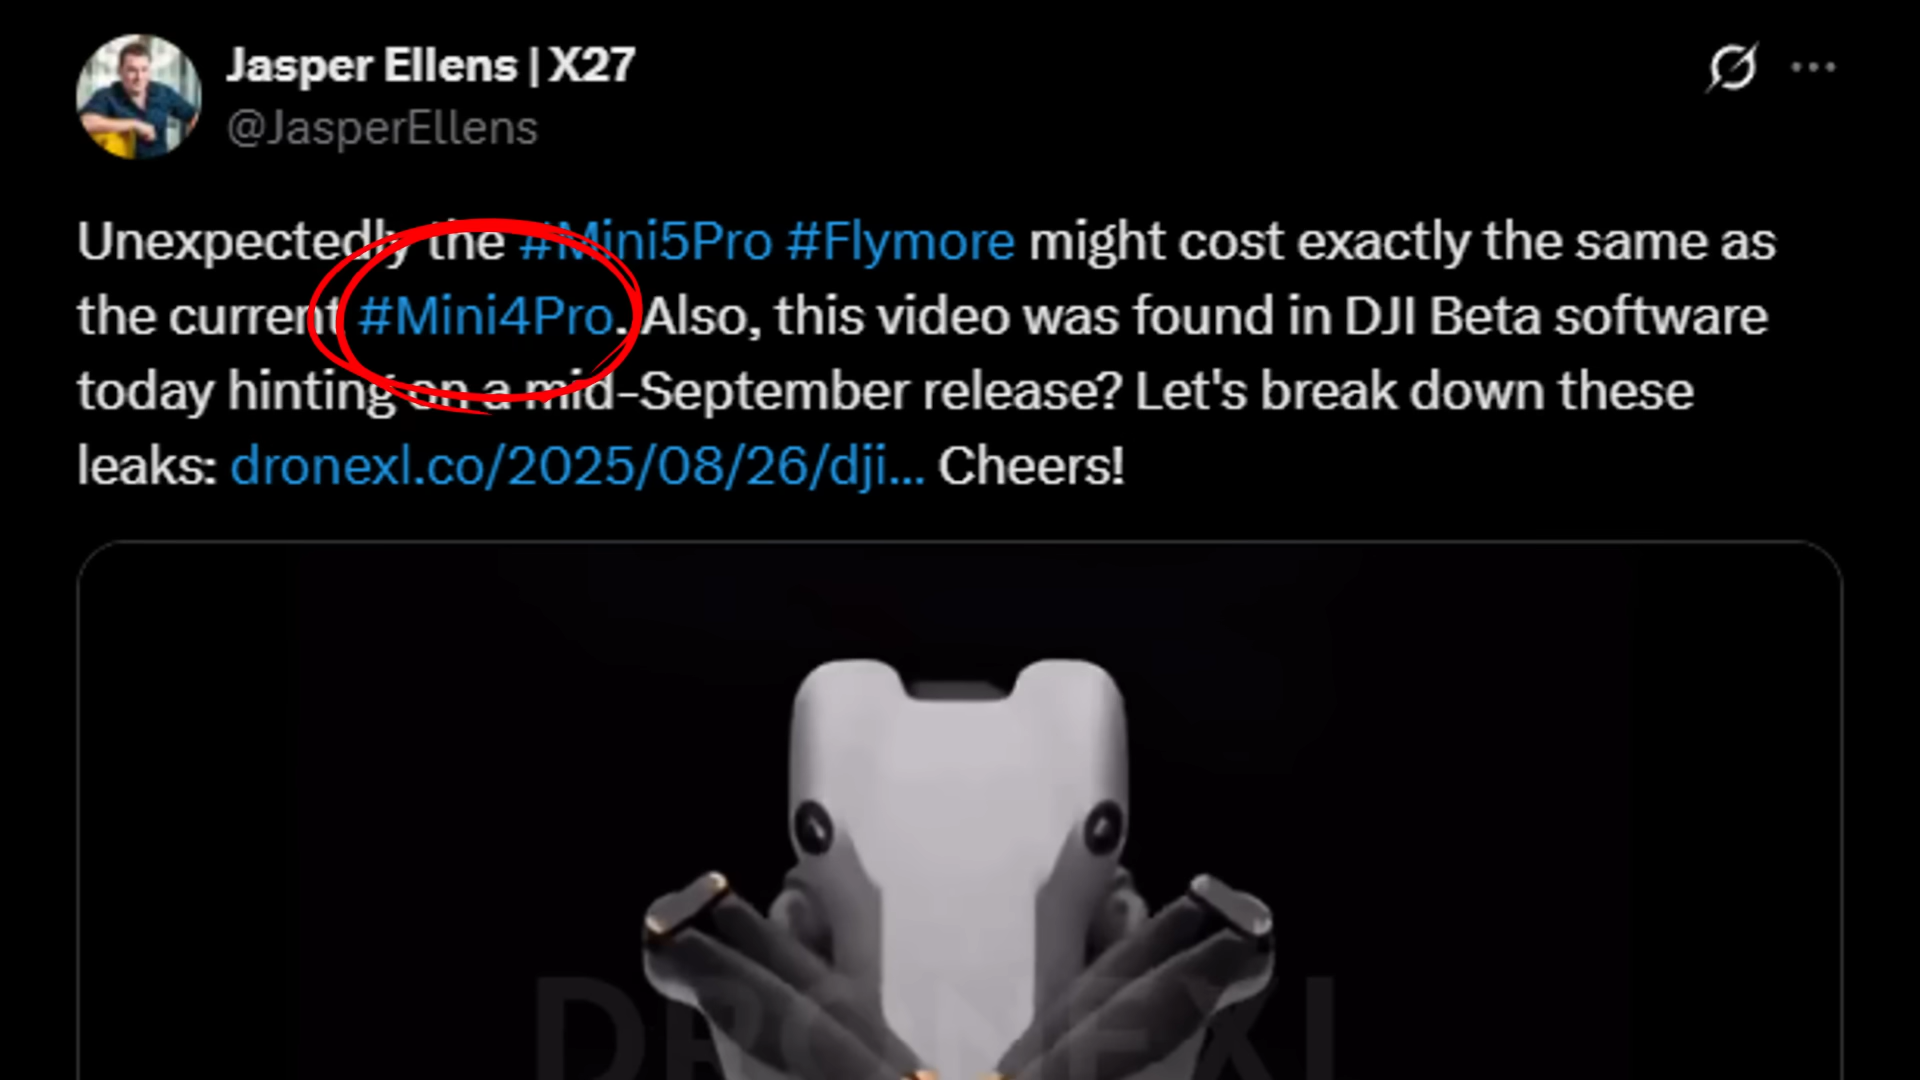 Jasper Ellens | X27
@JasperEllens
Unexpectedly the #Mini5Pro #Flymore might cost exactly the same as
the current #Mini4Pro. Also, this video was found in DJI Beta software
today hinting on a mid-September release? Let's break down these
leaks: dronexl.co/2025/08/26/dji... Cheers!
DRONEXL